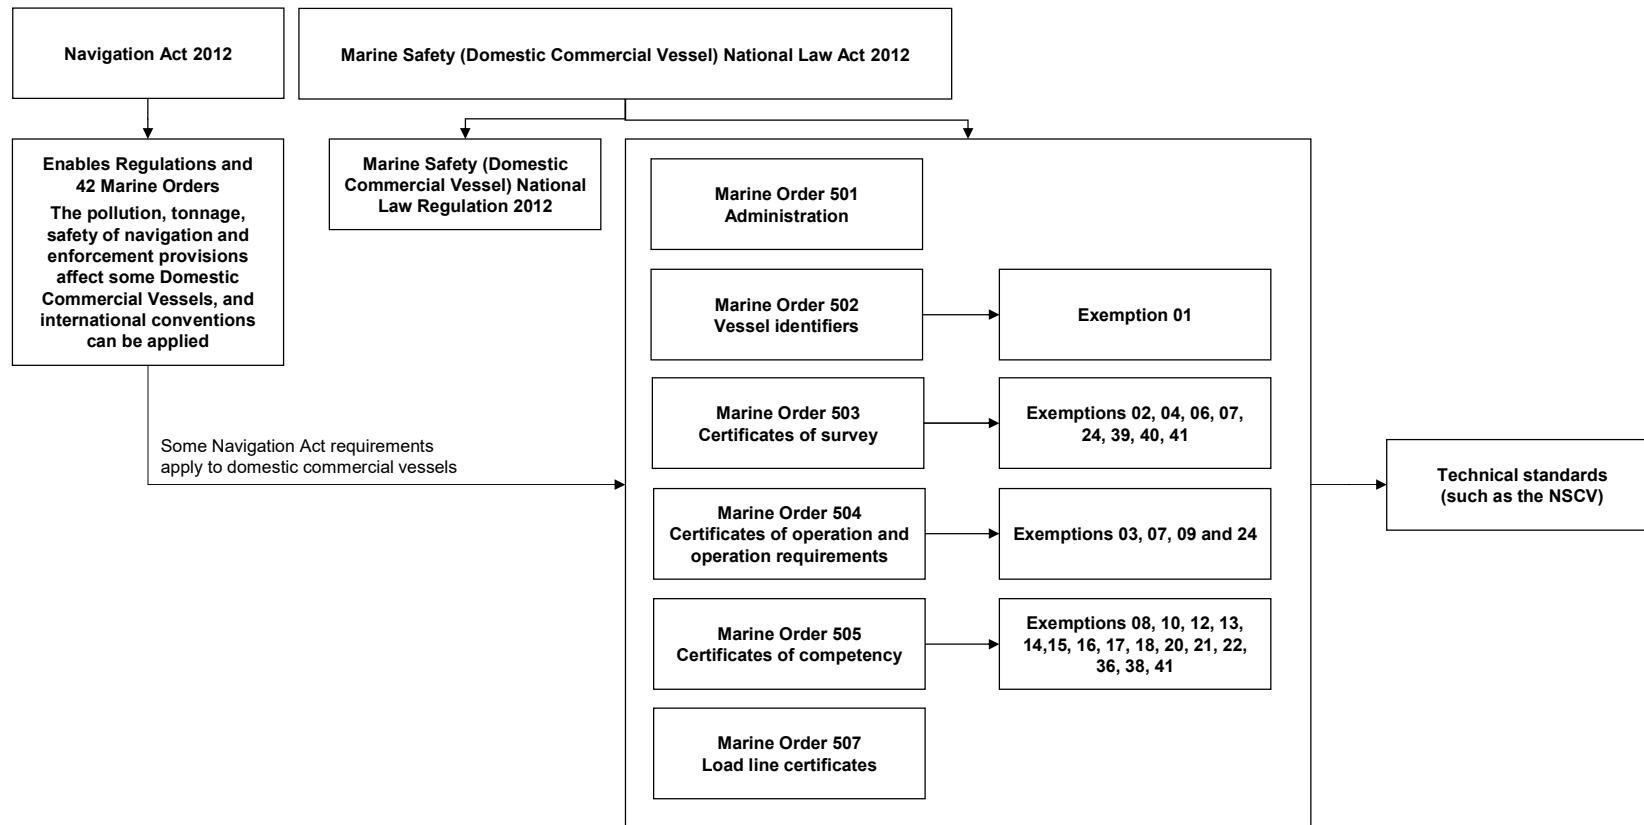 Navigation Act 2012
Marine Safety (Domestic Commercial Vessel) National Law Act 2012
Enables Regulations and
42 Marine Orders
The pollution, tonnage,
safety of navigation and
enforcement provisions
affect some Domestic
Commercial Vessels, and
international conventions
can be applied
Marine Safety (Domestic
Commercial Vessel) National
Law Regulation 2012
Marine Order 501
Administration
Marine Order 502
Vessel identifiers
Exemption 01
Marine Order 503
Certificates of survey
Exemptions 02, 04, 06, 07,
24, 39, 40, 41
Some Navigation Act requirements
apply to domestic commercial vessels
Technical standards
(such as the NSCV)
Marine Order 504
Certificates of operation and
operation requirements
Exemptions 03, 07, 09 and 24
Marine Order 505
Certificates of competency
Exemptions 08, 10, 12, 13,
14,15, 16, 17, 18, 20, 21, 22,
36, 38, 41
Marine Order 507
Load line certificates